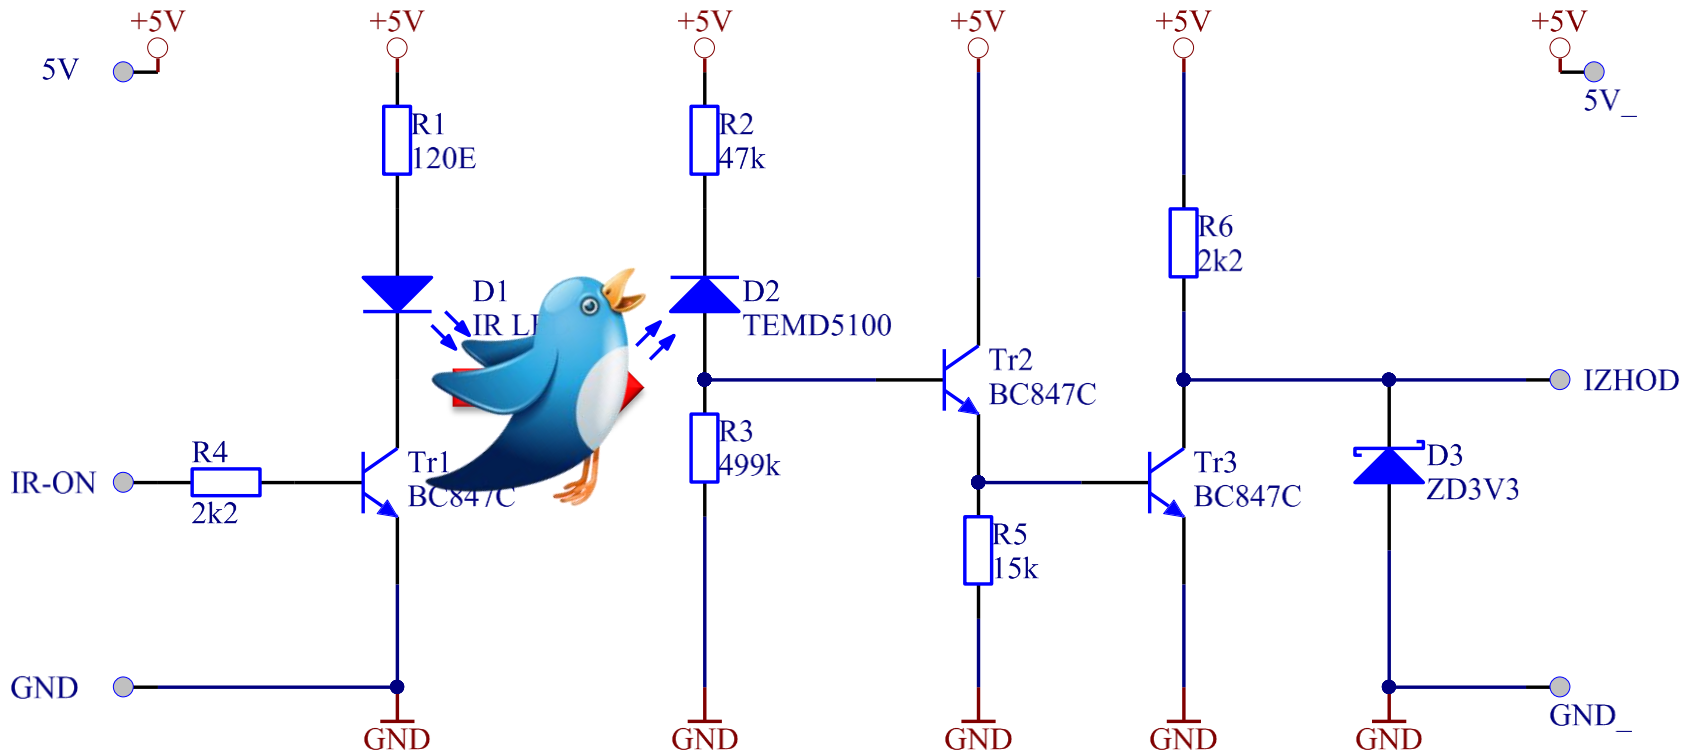 +5V
+5V
+5V
+5V
+5V
+5V
5V
5V_
R1
120E
R2
47k
R6
2k2
D1
IR
D2
TEMD5100
Tr2
BC847C
IZHOD
R3
499k
R4
2k2
IR-ON
Tr1
BC847C
Tr3
BC847C
D3
ZD3V3
R5
15k
GND
GND_
GND
GND
GND
GND
GND